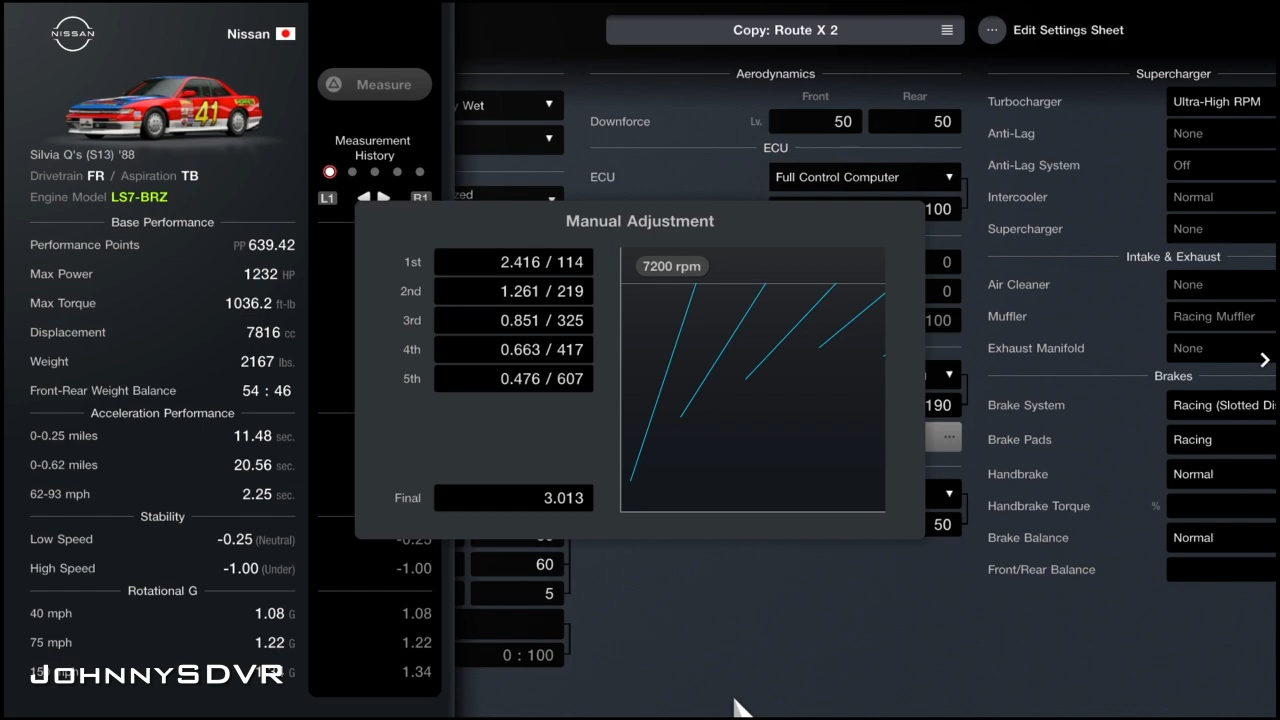 NISSAN
Nissan
Silvia Q's (S13) '88
Drivetrain FR / Aspiration TB
Engine Model LS7-BRZ
Base Performance
Performance Points PP 639.42
Max Power 1232 HP
Max Torque 1036.2 ft-lb
Displacement 7816 cc
Weight 2167 lbs.
Front-Rear Weight Balance 54 : 46
Acceleration Performance
0-0.25 miles 11.48 sec.
0-0.62 miles 20.56 sec.
62-93 mph 2.25 sec.
Stability
Low Speed -0.25 (Neutral)
High Speed -1.00 (Under)
Rotational G
40 mph 1.08 G
75 mph 1.22 G
G
JohnnySDVR
Measure
Measurement
History
L1 R1
-0.25
-1.00
1.08
1.22
1.34
Copy: Route X 2
Edit Settings Sheet
Wet
60
5
0 : 100
Aerodynamics
Front Rear
Downforce Lv. 50 50
ECU
ECU Full Control Computer
100
0
0
100
190
50
Manual Adjustment
1st 2.416 / 114
2nd 1.261 / 219
3rd 0.851 / 325
4th 0.663 / 417
5th 0.476 / 607
Final 3.013
7200 rpm
Supercharger
Turbocharger Ultra-High RPM
Anti-Lag None
Anti-Lag System Off
Intercooler Normal
Supercharger None
Intake & Exhaust
Air Cleaner None
Muffler Racing Muffler
Exhaust Manifold None
Brakes
Brake System Racing (Slotted Di
Brake Pads Racing
Handbrake Normal
Handbrake Torque %
Brake Balance Normal
Front/Rear Balance